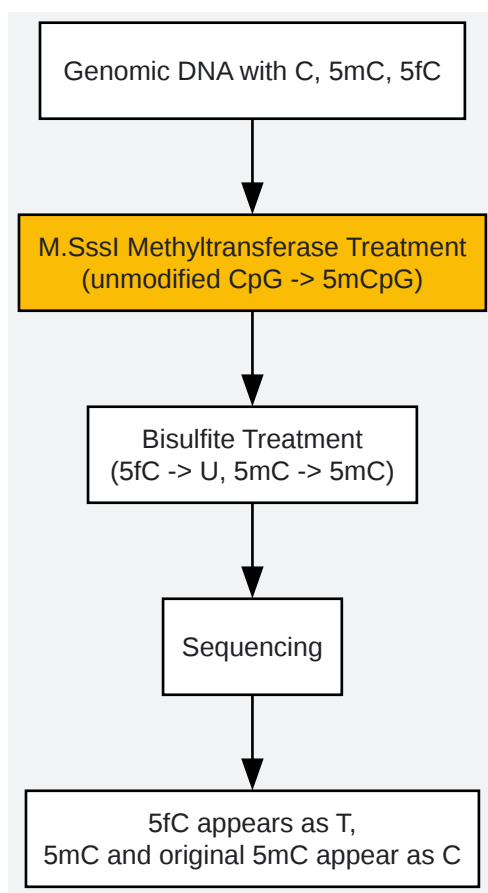 Genomic DNA with C, 5mC, 5fC
M.SssI Methyltransferase Treatment
(unmodified CpG -> 5mCpG)
Bisulfite Treatment
(5fC -> U, 5mC -> 5mC)
Sequencing
5fC appears as T,
5mC and original 5mC appear as C